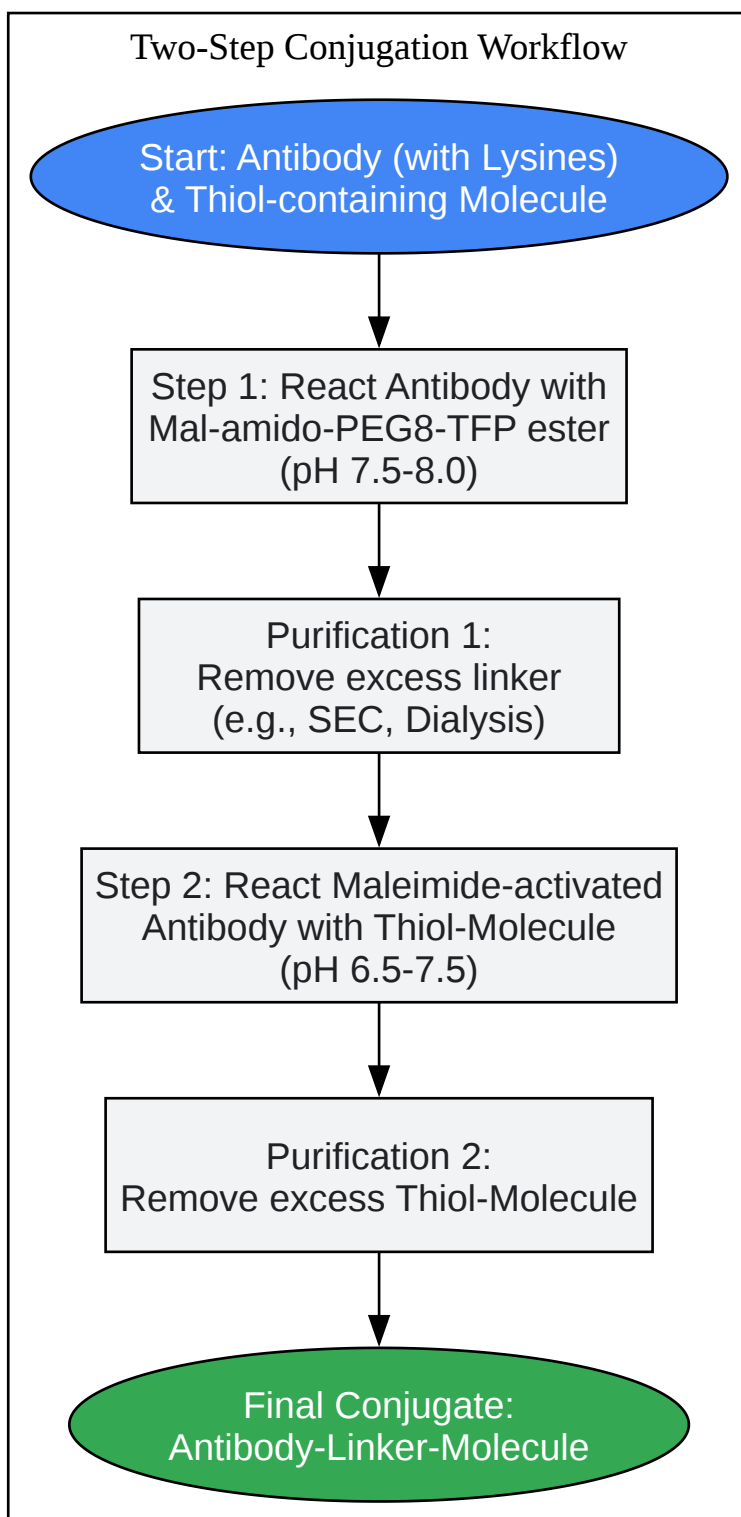 Two-Step Conjugation Workflow
Start: Antibody (with Lysines)
& Thiol-containing Molecule
Step 1: React Antibody with
Mal-amido-PEG8-TFP ester
(pH 7.5-8.0)
Purification 1:
Remove excess linker
(e.g., SEC, Dialysis)
Step 2: React Maleimide-activated
Antibody with Thiol-Molecule
(pH 6.5-7.5)
Purification 2:
Remove excess Thiol-Molecule
Final Conjugate:
Antibody-Linker-Molecule